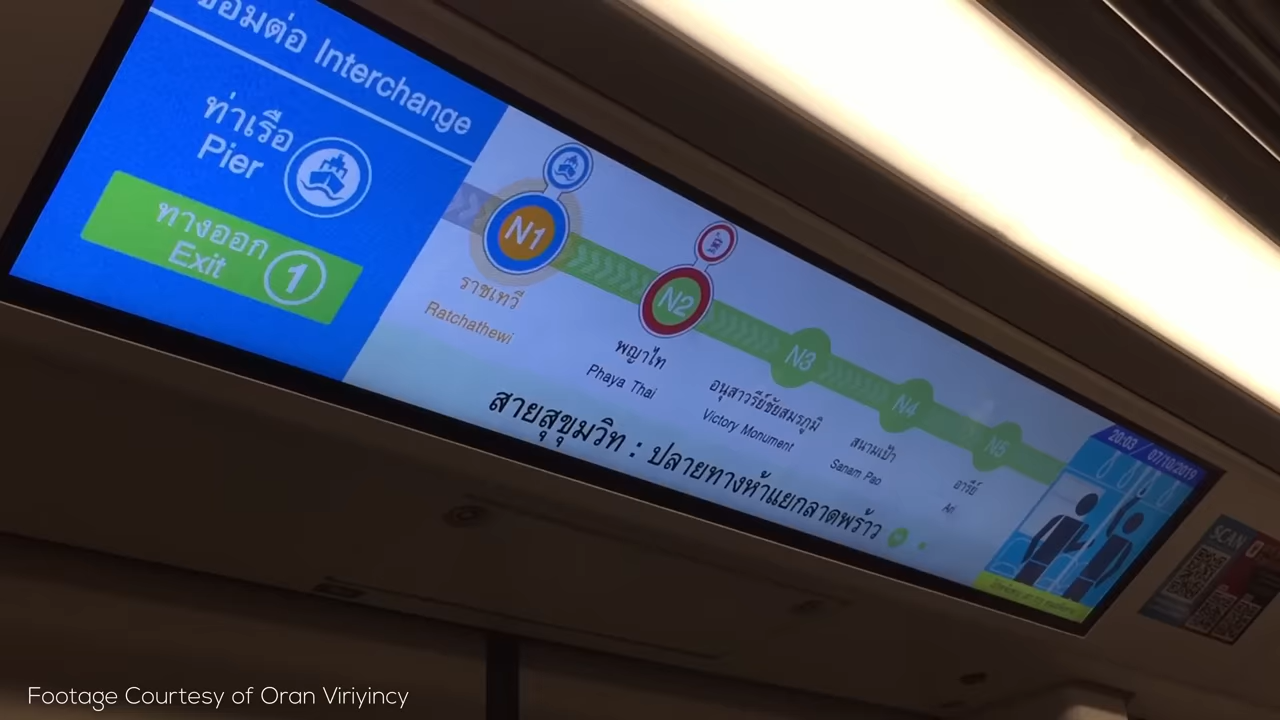 เชื่อมต่อ Interchange
ท่าเรือ
Pier
ทางออก
Exit
1
N1
ราชเทวี
Ratchathewi
N2
พญาไท
Phaya Thai
N3
อนุสาวรีย์ชัยสมรภูมิ
Victory Monument
N4
สนามเป้า
Sanam Pao
N5
อารีย์
Ari
สายสุขุมวิท : ปลายทางห้าแยกลาดพร้าว
20:03 / 07/10/2019
SCAN
Footage Courtesy of Oran Viriyincy